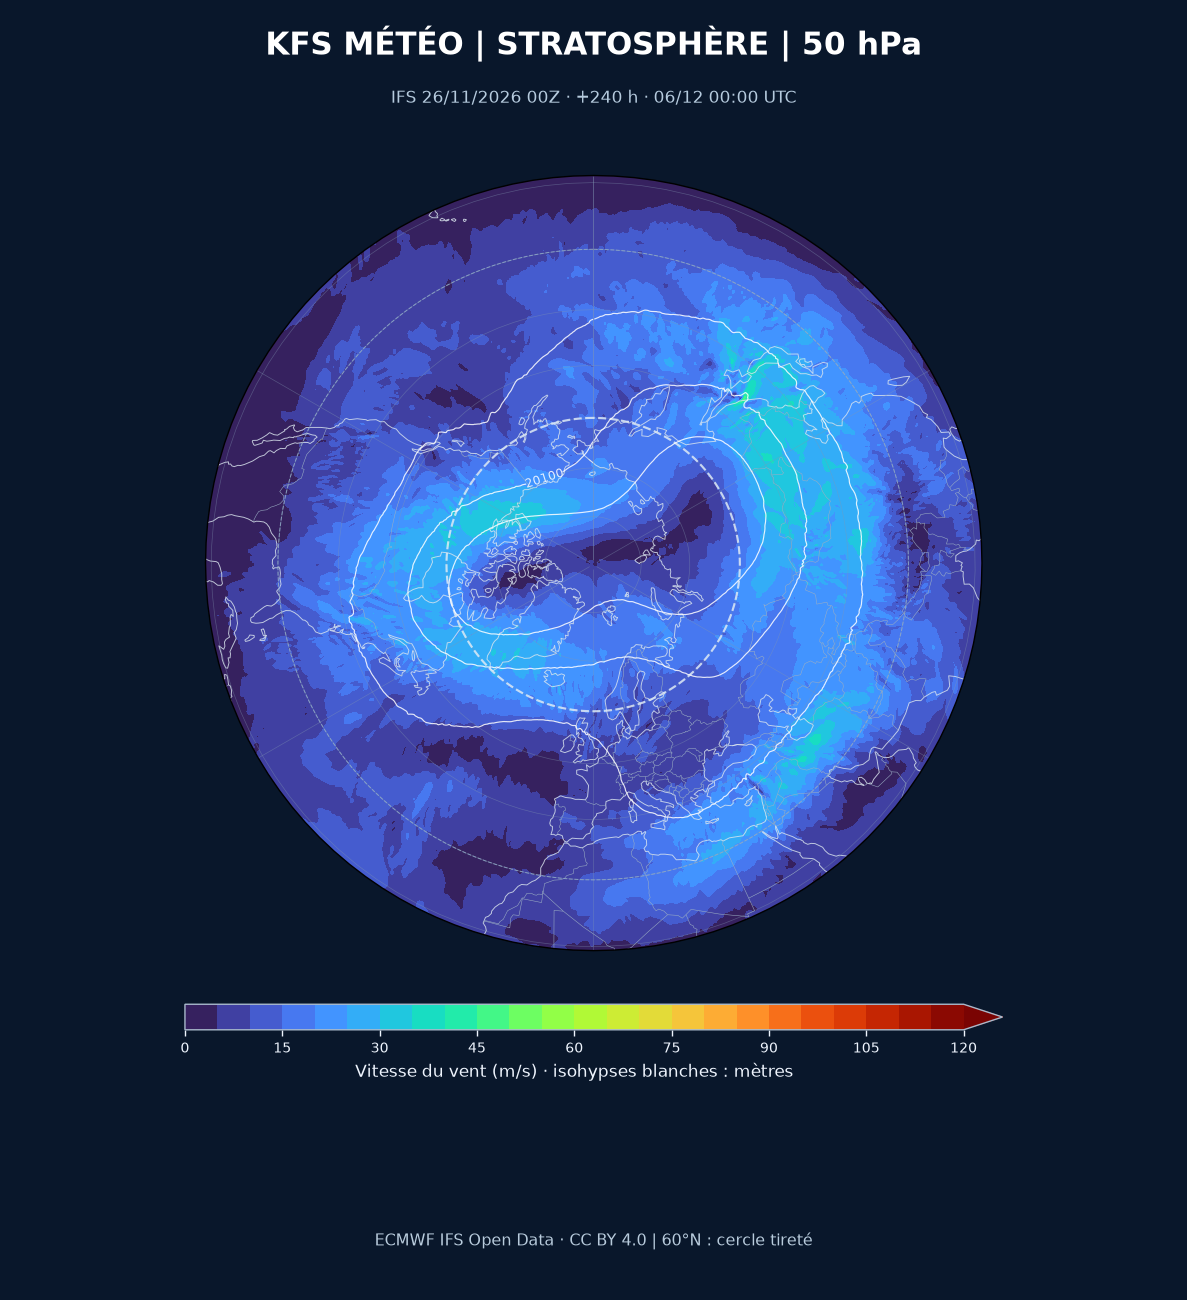 KFS MÉTÉO | STRATOSPHÈRE | 50 hPa
IFS 26/11/2026 00Z · +240 h · 06/12 00:00 UTC
20100
0 15 30 45 60 75 90 105 120
Vitesse du vent (m/s) · isohypses blanches : mètres
ECMWF IFS Open Data · CC BY 4.0 | 60°N : cercle tireté